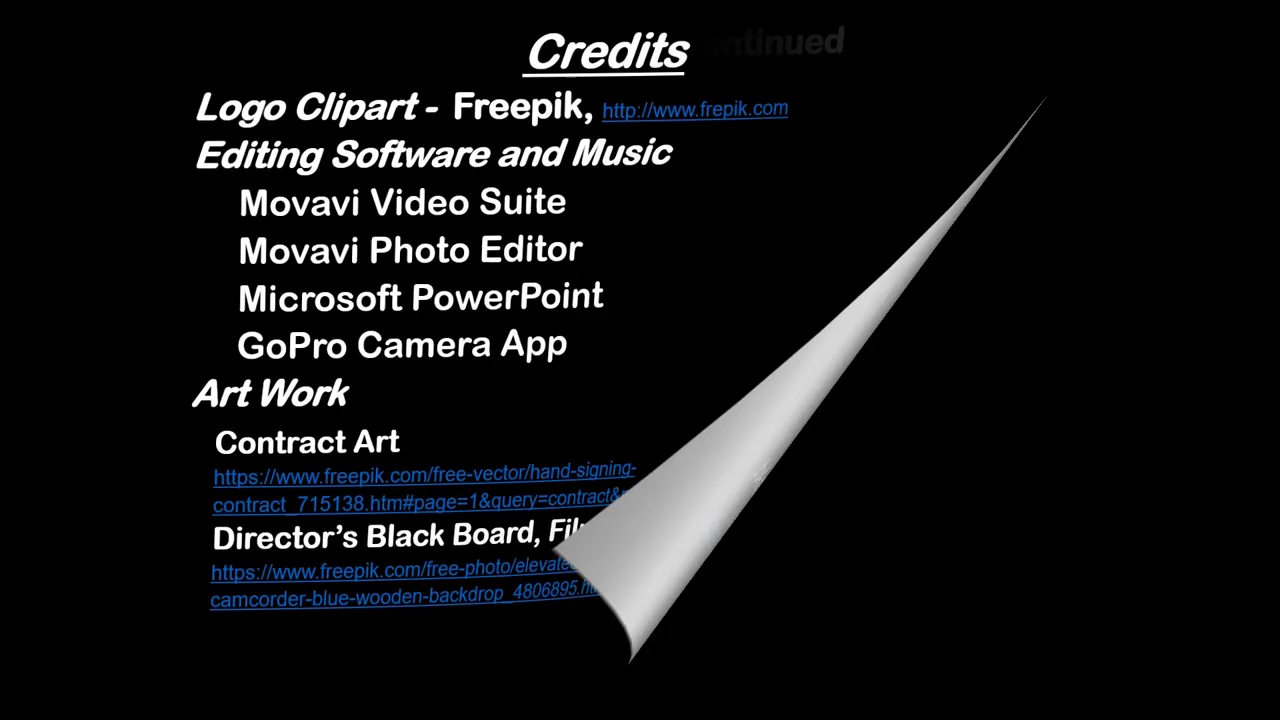 Credits
Logo Clipart - Freepik, http://www.frepik.com
Editing Software and Music
Movavi Video Suite
Movavi Photo Editor
Microsoft PowerPoint
GoPro Camera App
Art Work
Contract Art
https://www.freepik.com/free-vector/hand-signing-
contract_715138.htm#page=1&query=contract&
Director's Black Board,
https://www.freepik.com/free-photo/elevated
camcorder-blue-wooden-backdrop_4806895.h